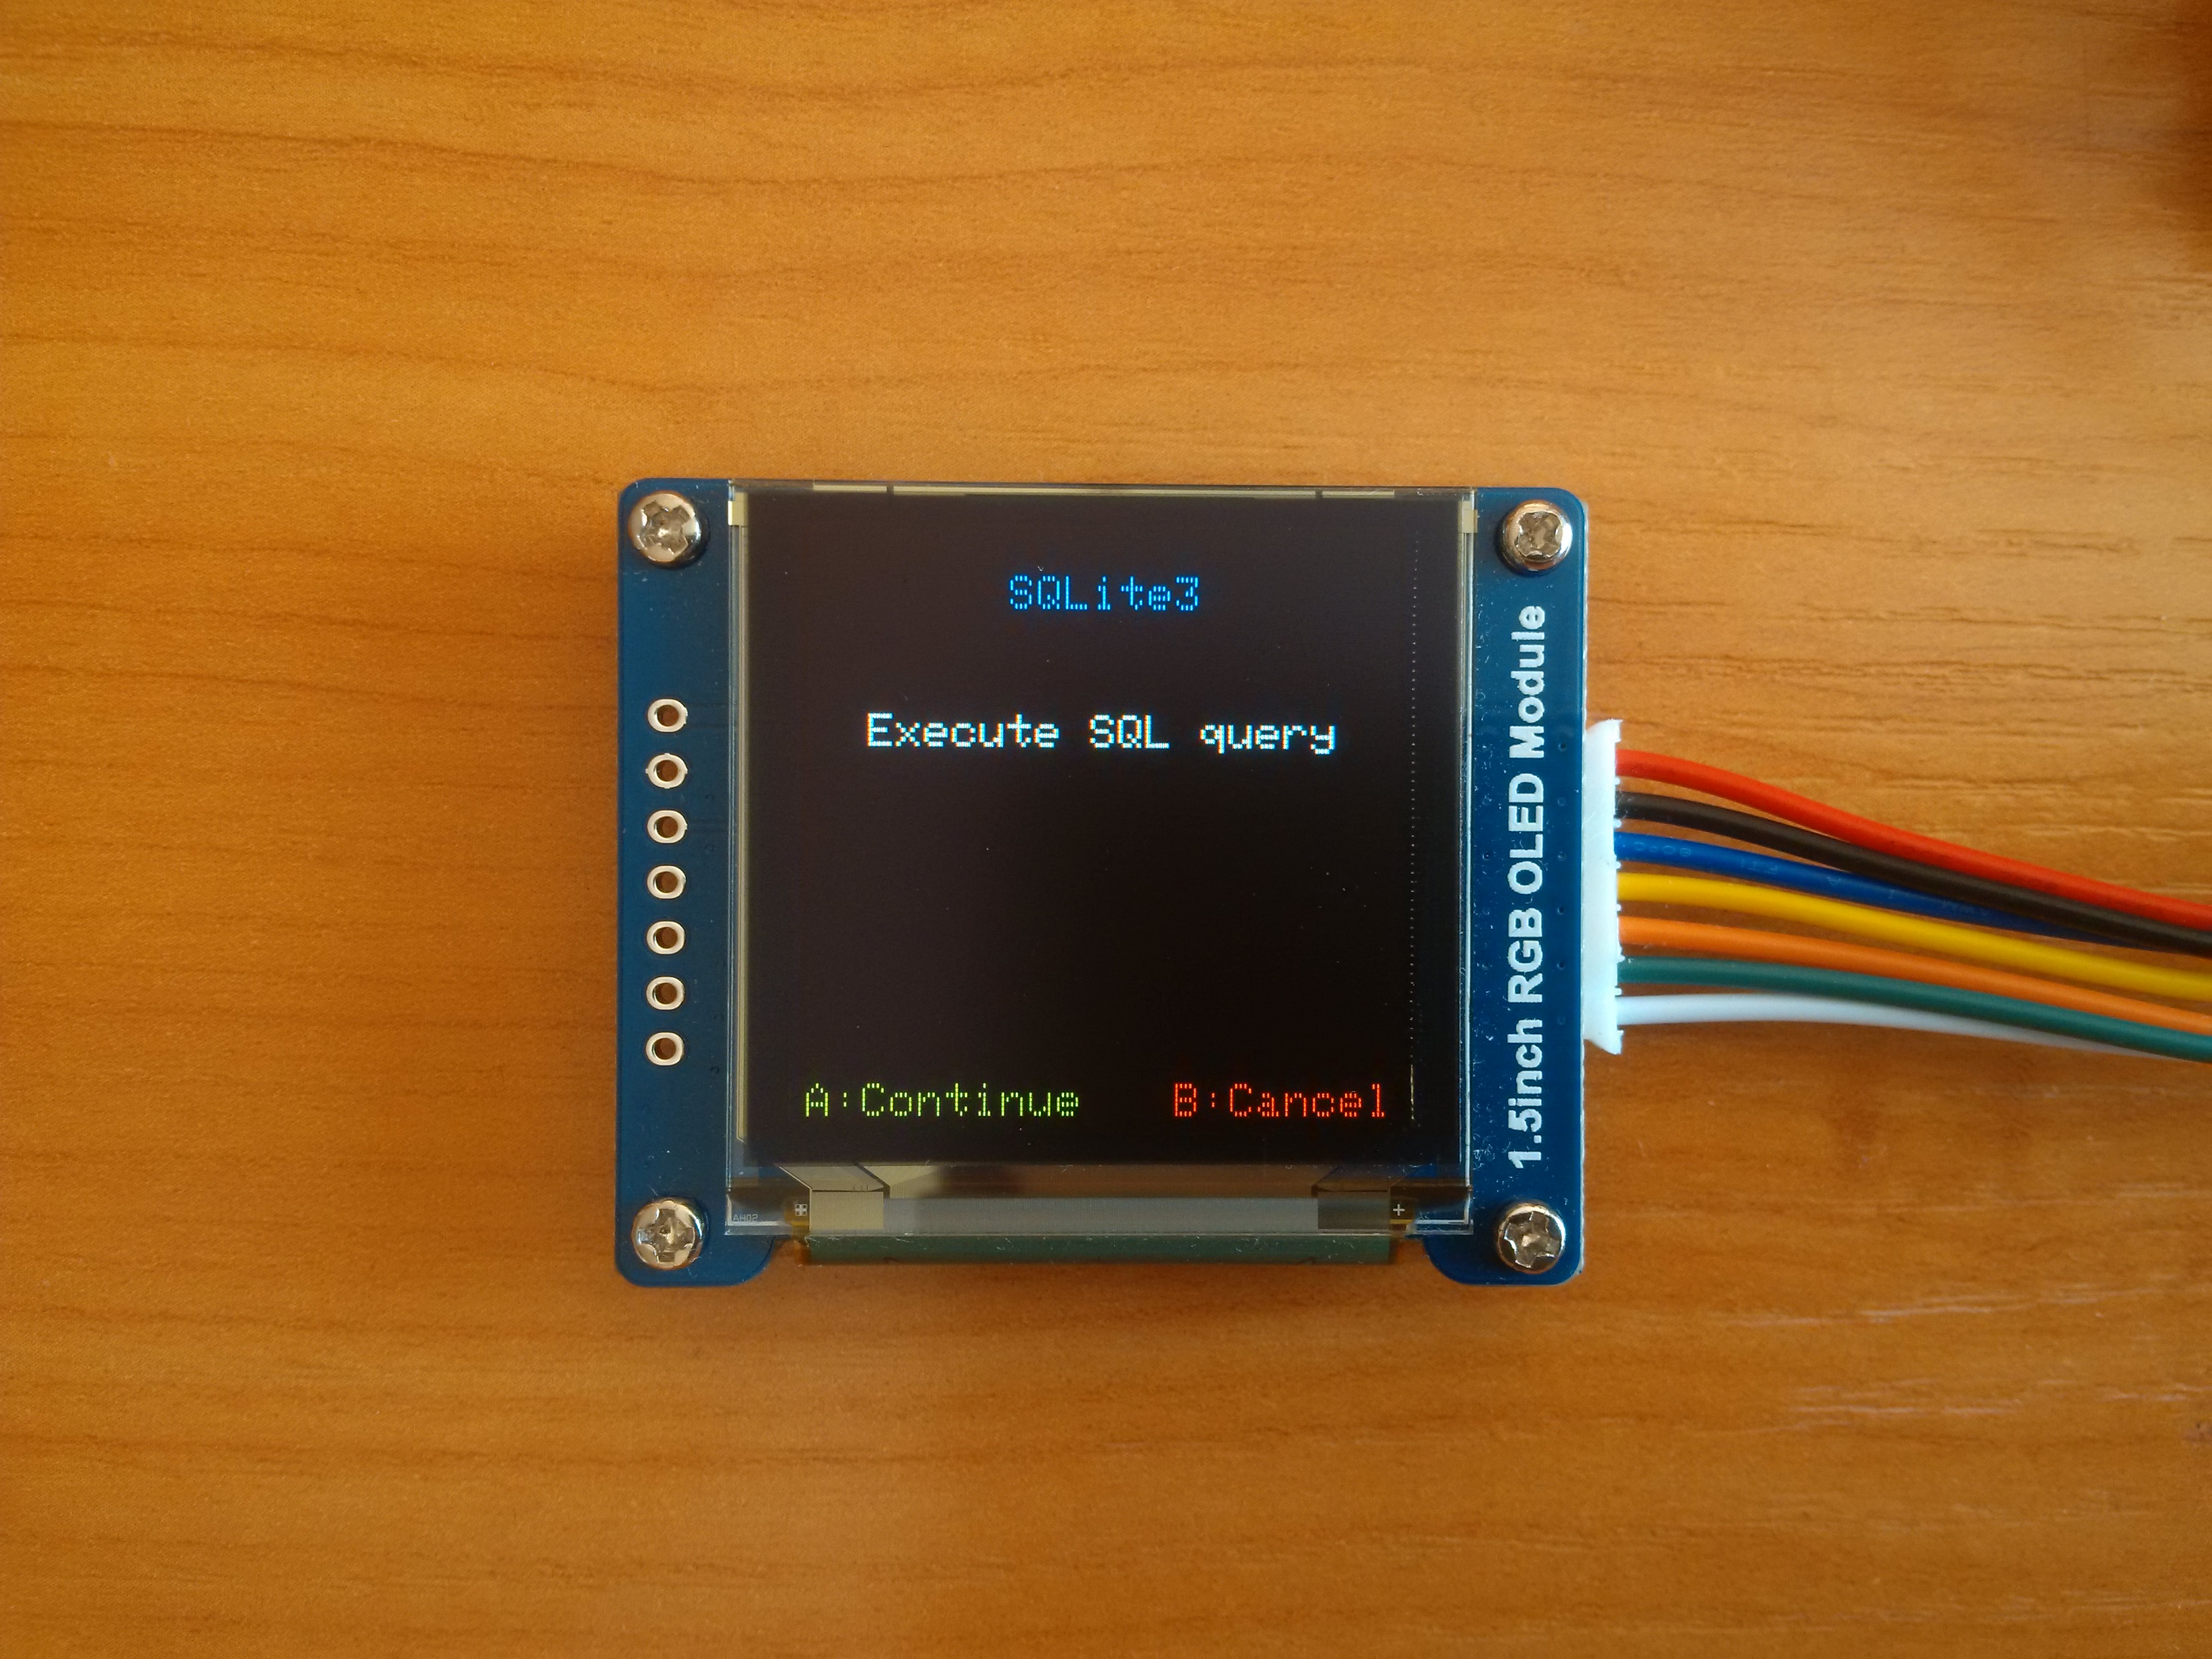 SQLite3
Execute SQL query
A:Continue
B:Cancel
1.5inch RGB OLED Module